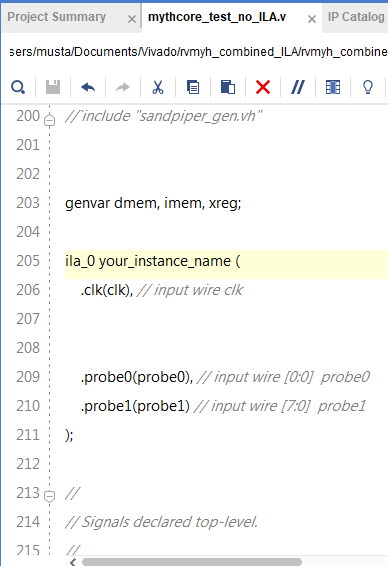 Project Summary
mythcore_test_no_ILA.v
IP Catalog
sers/musta/Documents/Vivado/rvmyh_combined_ILA/rvmyh_combine
200 //`include "sandpiper_gen.vh"
201
202
203 genvar dmem, imem, xreg;
204
205 ila_0 your_instance_name (
206 .clk(clk), // input wire clk
207
208
209 .probe0(probe0), // input wire [0:0]  probe0
210 .probe1(probe1) // input wire [7:0]  probe1
211 );
212
213 //
214 // Signals declared top-level.
215 //